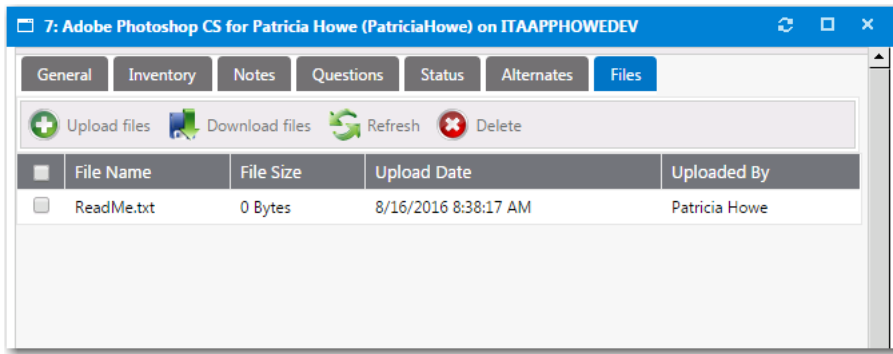 7: Adobe Photoshop CS for Patricia Howe (PatriciaHowe) on ITAAPPHOWEDEV
General Inventory Notes Questions Status Alternates Files
Upload files Download files Refresh Delete
File Name File Size Upload Date Uploaded By
ReadMe.txt 0 Bytes 8/16/2016 8:38:17 AM Patricia Howe